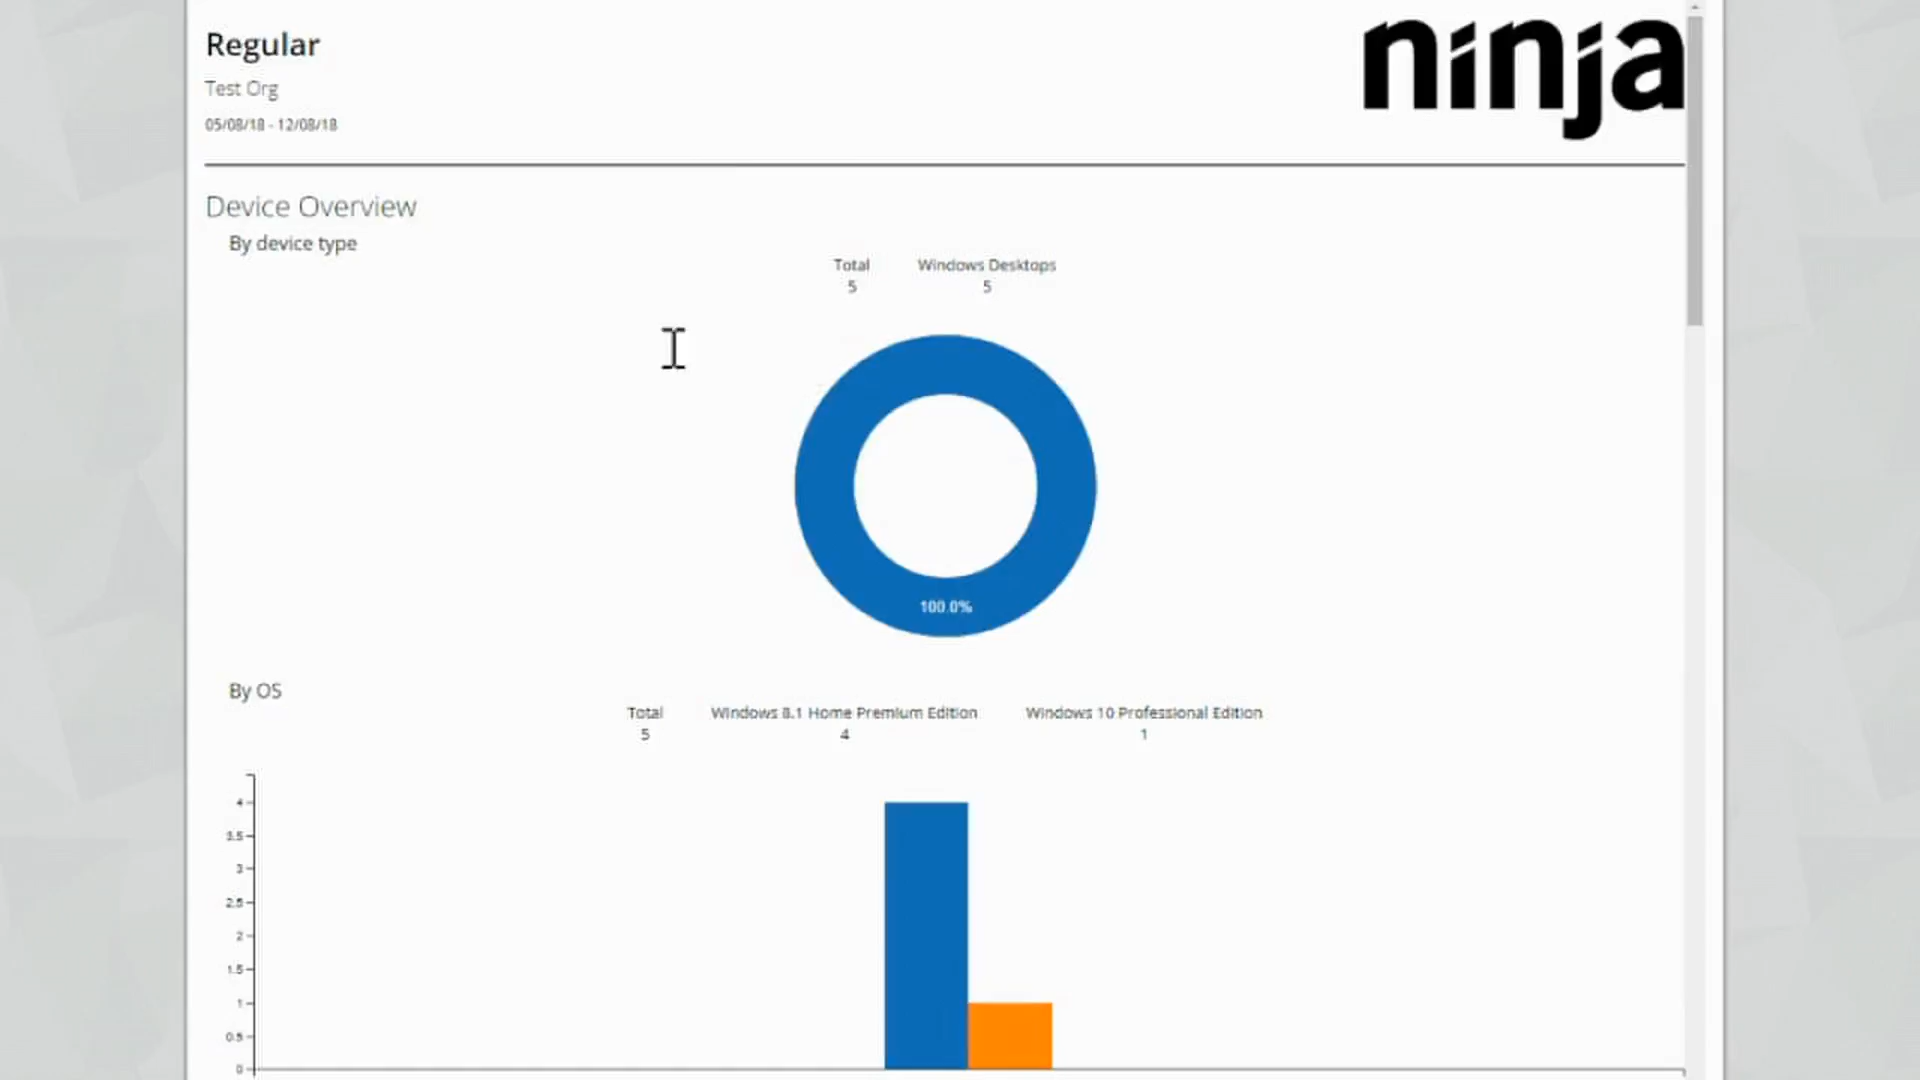 Regular
ninja
Test Org
05/08/18 - 12/08/18
Device Overview
By device type
Total Windows Desktops
5 5
100.0%
By OS
Total Windows 8.1 Home Premium Edition Windows 10 Professional Edition
5 4 1
4
3.5
3
2.5
2
1.5
1
0.5
0